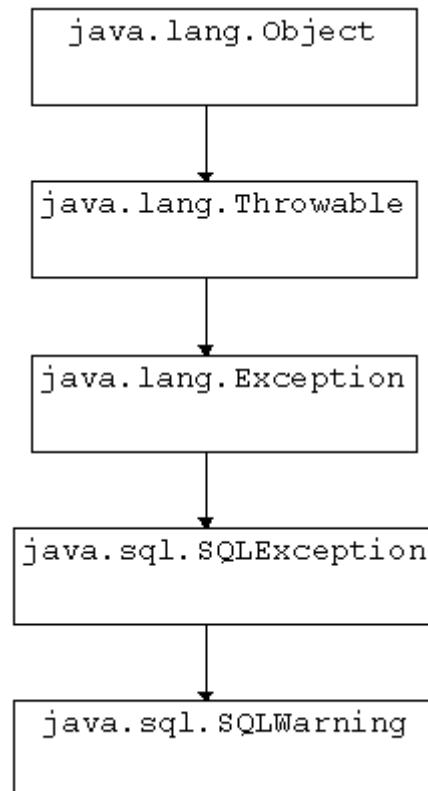 java.lang.Object
java.lang.Throwable
java.lang.Exception
java.sql.SQLException
java.sql.SQLWarning